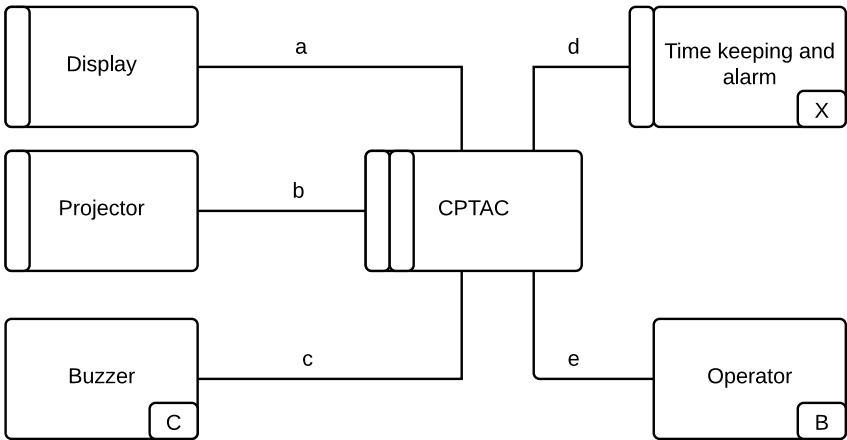 a
d
Display
Time keeping and
alarm
X
b
Projector
CPTAC
c
e
Buzzer
C
Operator
B